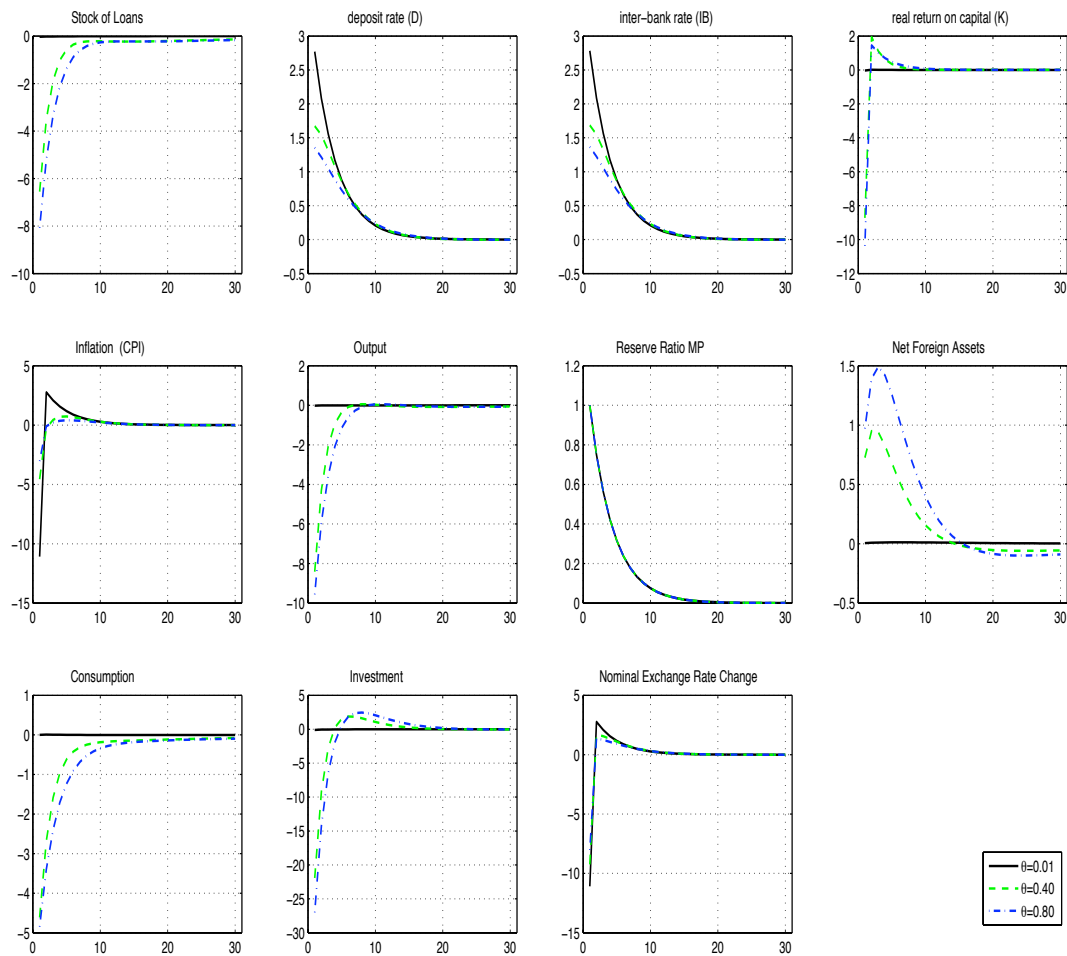 Stock of Loans
deposit rate (D)
inter−bank rate (IB)
real return on capital (K)
0
−2
−4
−6
−8
−10
0 10 20 30
3
2.5
2
1.5
1
0.5
0
−0.5
0 10 20 30
3
2.5
2
1.5
1
0.5
0
−0.5
0 10 20 30
2
0
−2
−4
−6
−8
−10
−12
0 10 20 30
Inflation (CPI)
Output
Reserve Ratio MP
Net Foreign Assets
5
0
−5
−10
−15
0 10 20 30
2
0
−2
−4
−6
−8
−10
0 10 20 30
1.2
1
0.8
0.6
0.4
0.2
0
0 10 20 30
1.5
1
0.5
0
−0.5
0 10 20 30
Consumption
Investment
Nominal Exchange Rate Change
1
0
−1
−2
−3
−4
−5
0 10 20 30
5
0
−5
−10
−15
−20
−25
−30
0 10 20 30
5
0
−5
−10
−15
0 10 20 30
θ=0.01
θ=0.40
θ=0.80